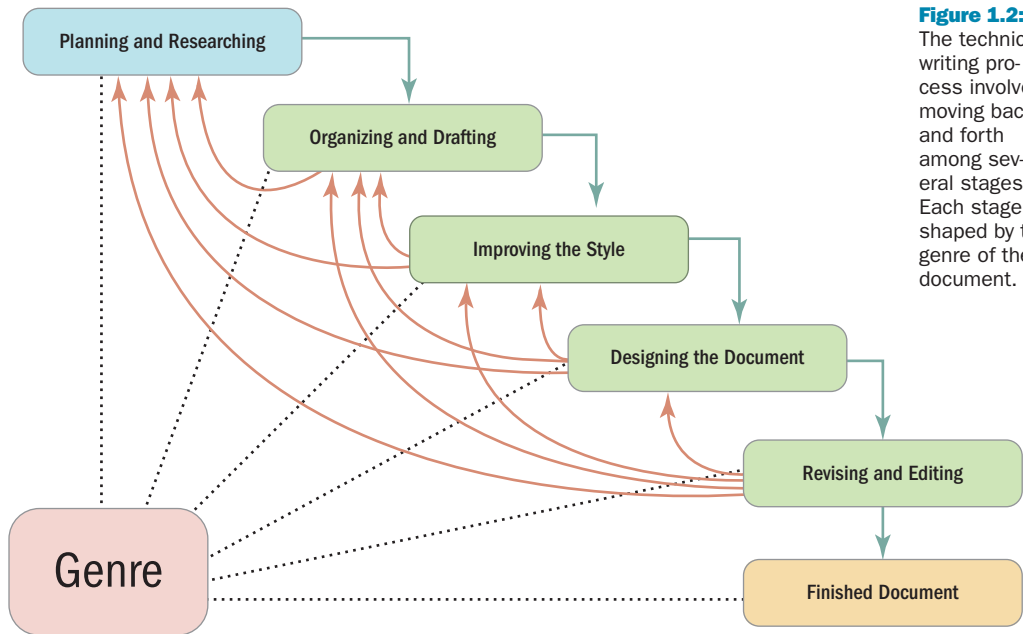 Planning and Researching
Organizing and Drafting
Improving the Style
Designing the Document
Revising and Editing
Finished Document
Genre
Figure 1.2:
The technic
writing pro-
cess involve
moving bac
and forth
among sev-
eral stages
Each stage
shaped by t
genre of the
document.